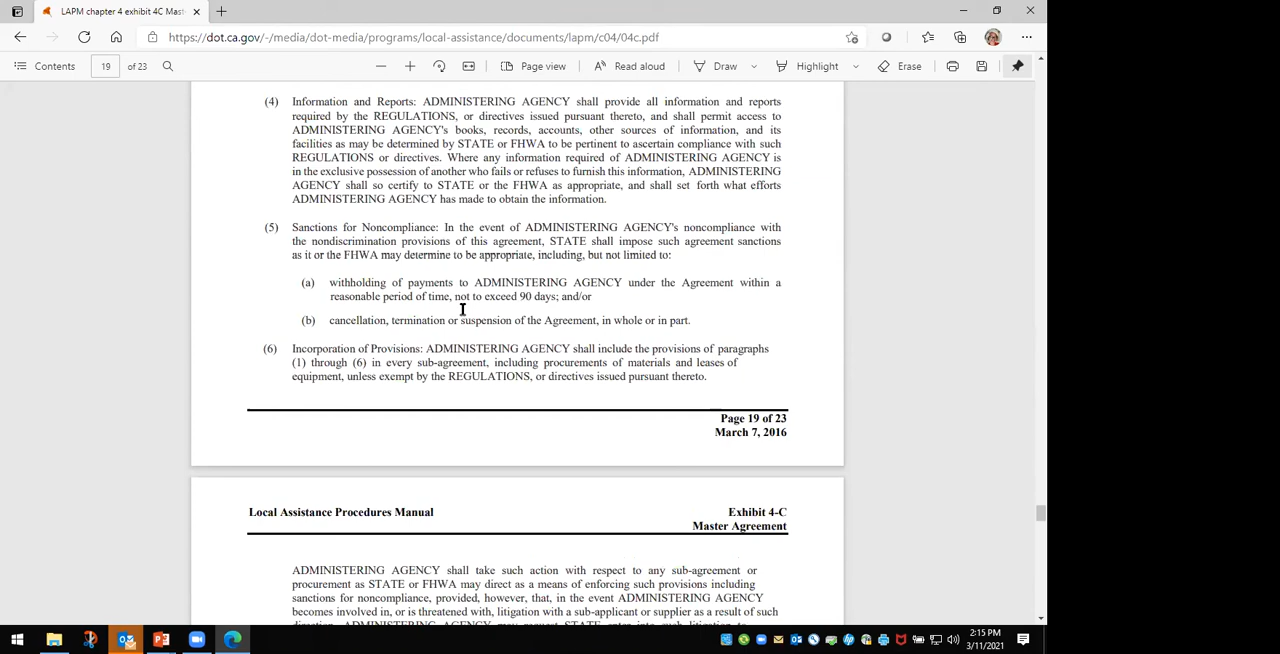 LAPM chapter 4 exhibit 4C Mas
https://dot.ca.gov/-/media/dot-media/programs/local-assistance/documents/lapm/c04/04c.pdf
Contents 19 of 23 Page view Read aloud Draw Highlight Erase
(4) Information and Reports: ADMINISTERING AGENCY shall provide all information and reports
required by the REGULATIONS, or directives issued pursuant thereto, and shall permit access to
ADMINISTERING AGENCY's books, records, accounts, other sources of information, and its
facilities as may be determined by STATE or FHWA to be pertinent to ascertain compliance with such
REGULATIONS or directives. Where any information required of ADMINISTERING AGENCY is
in the exclusive possession of another who fails or refuses to furnish this information, ADMINISTERING
AGENCY shall so certify to STATE or the FHWA as appropriate, and shall set forth what efforts
ADMINISTERING AGENCY has made to obtain the information.
(5) Sanctions for Noncompliance: In the event of ADMINISTERING AGENCY's noncompliance with
the nondiscrimination provisions of this agreement, STATE shall impose such agreement sanctions
as it or the FHWA may determine to be appropriate, including, but not limited to:
(a) withholding of payments to ADMINISTERING AGENCY under the Agreement within a
reasonable period of time, not to exceed 90 days; and/or
(b) cancellation, termination or suspension of the Agreement, in whole or in part.
(6) Incorporation of Provisions: ADMINISTERING AGENCY shall include the provisions of paragraphs
(1) through (6) in every sub-agreement, including procurements of materials and leases of
equipment, unless exempt by the REGULATIONS, or directives issued pursuant thereto.
Page 19 of 23
March 7, 2016
Local Assistance Procedures Manual Exhibit 4-C
Master Agreement
ADMINISTERING AGENCY shall take such action with respect to any sub-agreement or
procurement as STATE or FHWA may direct as a means of enforcing such provisions including
sanctions for noncompliance, provided, however, that, in the event ADMINISTERING AGENCY
becomes involved in, or is threatened with, litigation with a sub-applicant or supplier as a result of such
direction, ADMINISTERING AGENCY may request STATE enter into such litigation to
2:15 PM
3/11/2021